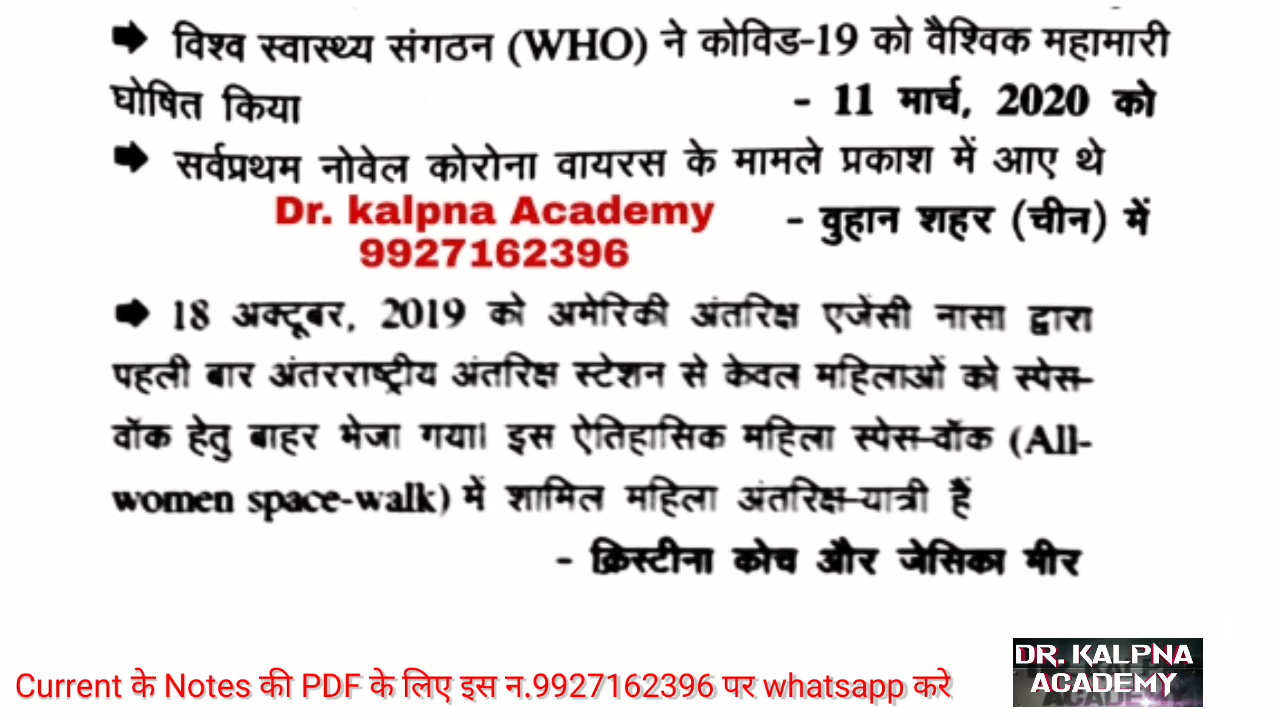 ➡ विश्व स्वास्थ्य संगठन (WHO) ने कोविड-19 को वैश्विक महामारी
घोषित किया - 11 मार्च, 2020 को
➡ सर्वप्रथम नोवेल कोरोना वायरस के मामले प्रकाश में आए थे
- वुहान शहर (चीन) में
Dr. kalpna Academy
9927162396
➡ 18 अक्टूबर, 2019 को अमेरिकी अंतरिक्ष एजेंसी नासा द्वारा
पहली बार अंतरराष्ट्रीय अंतरिक्ष स्टेशन से केवल महिलाओं को स्पेस-
वॉक हेतु बाहर भेजा गया। इस ऐतिहासिक महिला स्पेस-वॉक (All-
women space-walk) में शामिल महिला अंतरिक्ष-यात्री हैं
- क्रिस्टीना कोच और जेसिका मीर
Current के Notes की PDF के लिए इस न.9927162396 पर whatsapp करे
DR. KALPNA
ACADEMY